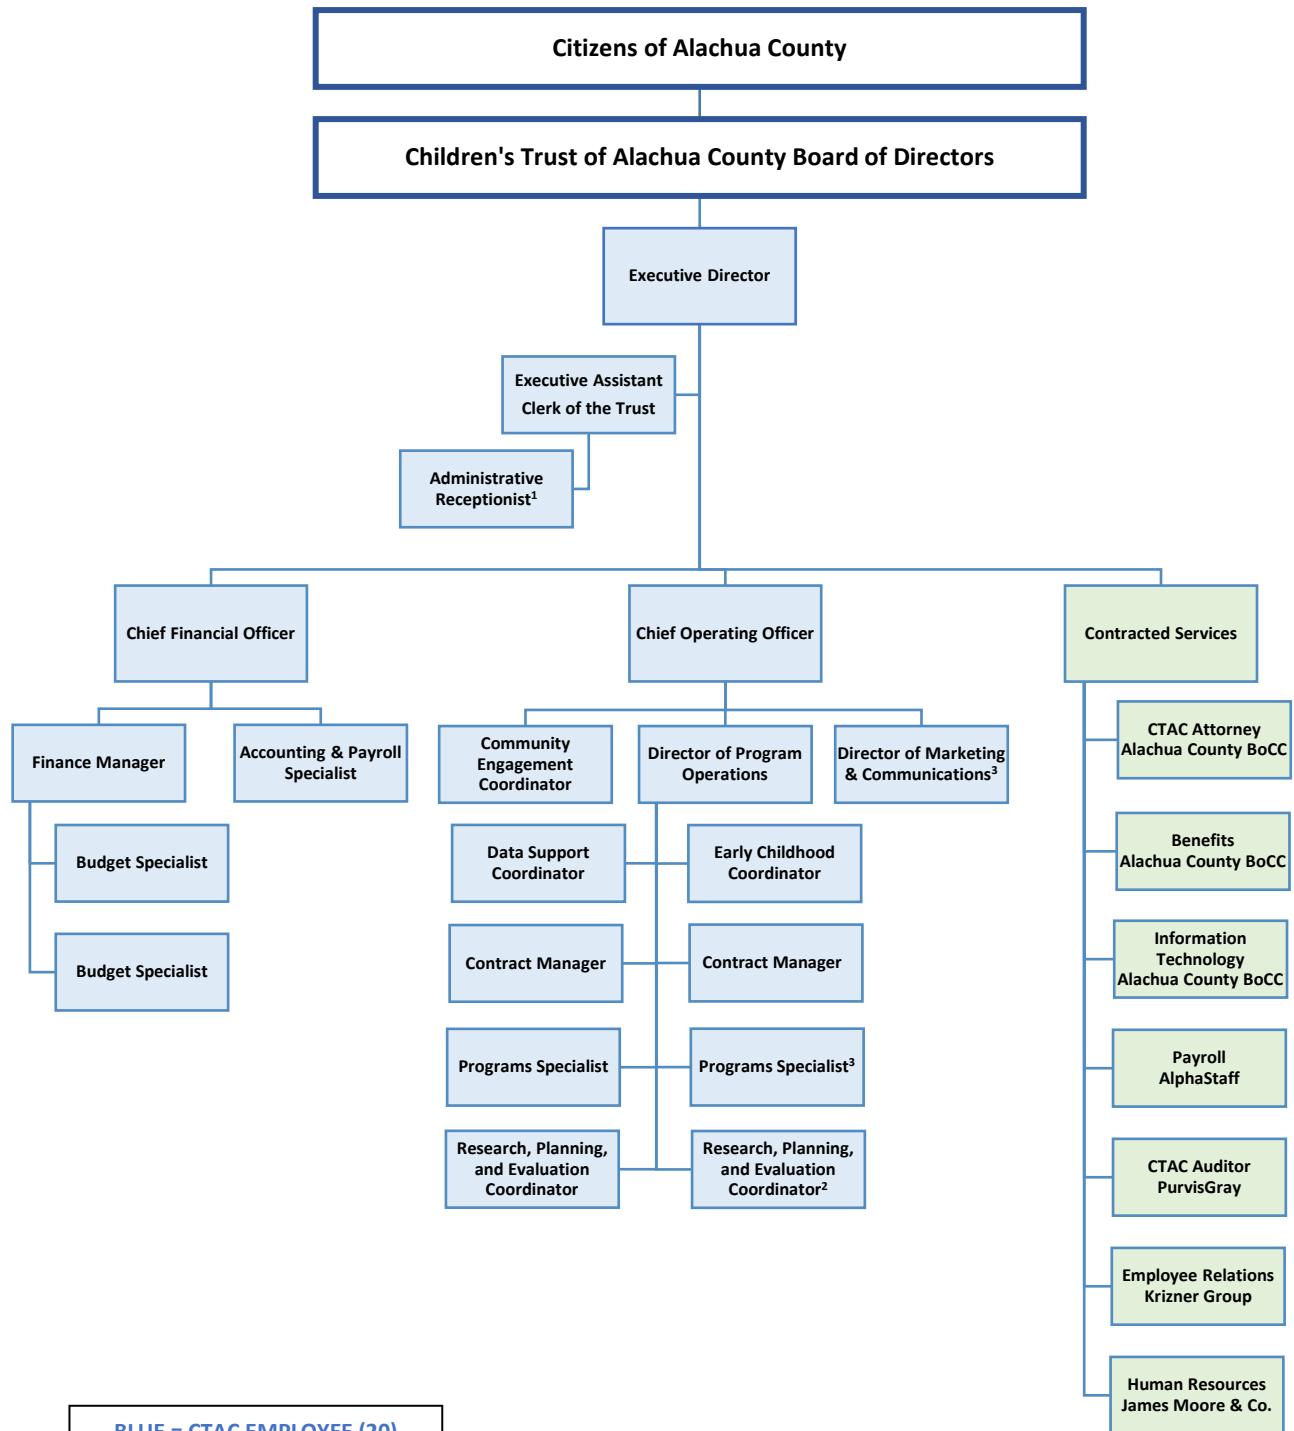 Citizens of Alachua County
Children's Trust of Alachua County Board of Directors
Executive Director
Executive Assistant
Clerk of the Trust
Administrative
Receptionist¹
Chief Financial Officer
Chief Operating Officer
Contracted Services
Finance Manager
Accounting & Payroll
Specialist
Community
Engagement
Coordinator
Director of Program
Operations
Director of Marketing
& Communications³
CTAC Attorney
Alachua County BoCC
Budget Specialist
Data Support
Coordinator
Early Childhood
Coordinator
Benefits
Alachua County BoCC
Budget Specialist
Contract Manager
Contract Manager
Information
Technology
Alachua County BoCC
Programs Specialist
Programs Specialist³
Payroll
AlphaStaff
Research, Planning,
and Evaluation
Coordinator
Research, Planning,
and Evaluation
Coordinator²
CTAC Auditor
PurvisGray
Employee Relations
Krizner Group
Human Resources
James Moore & Co.
BLUE = CTAC EMPLOYEE (20)